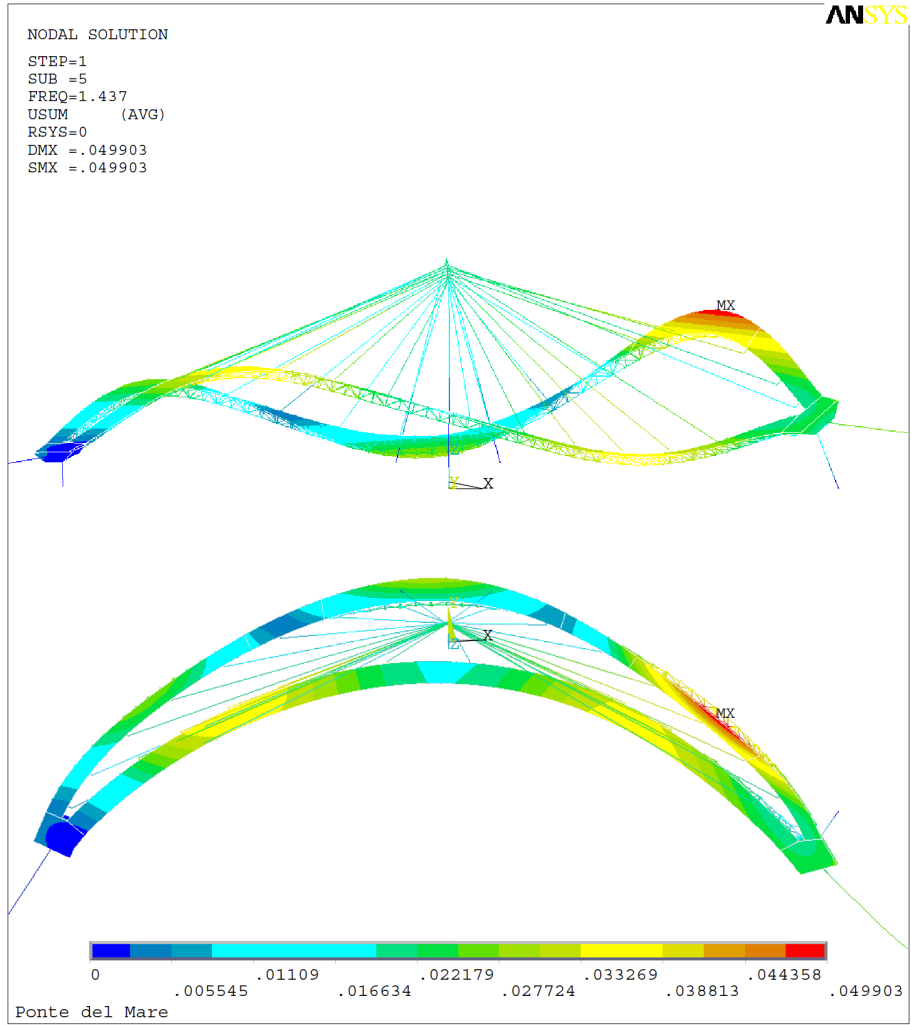 ANSYS
NODAL SOLUTION
STEP=1
SUB =5
FREQ=1.437
USUM (AVG)
RSYS=0
DMX =.049903
SMX =.049903
MX
Z
Y X
Y
X
Z
MX
0 .01109 .022179 .033269 .044358
.005545 .016634 .027724 .038813 .049903
Ponte del Mare